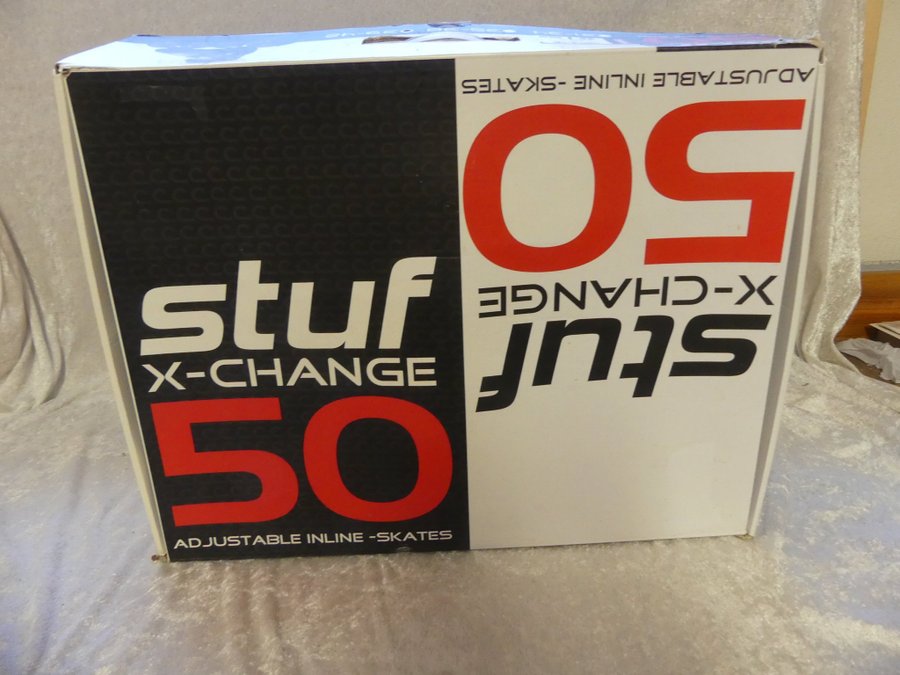 stuf
X-CHANGE
50
ADJUSTABLE INLINE -SKATES
stuf
X-CHANGE
50
ADJUSTABLE INLINE -SKATES